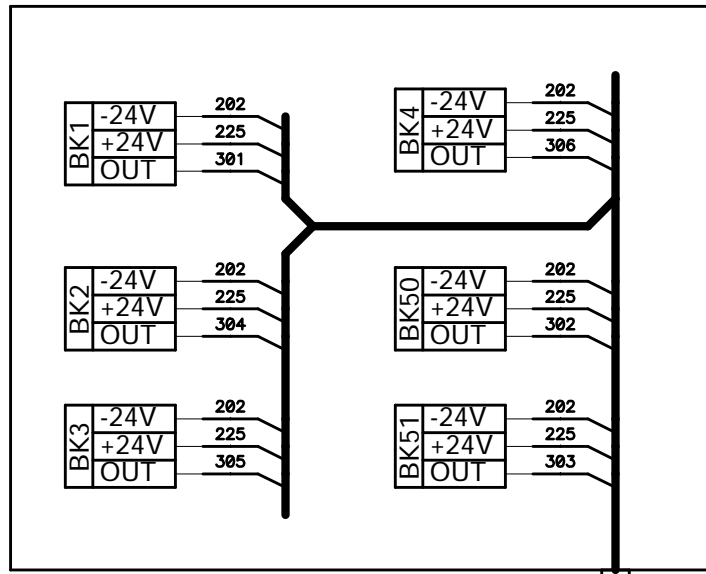 BK1
-24V 202
+24V 225
OUT 301
BK4
-24V 202
+24V 225
OUT 306
BK2
-24V 202
+24V 225
OUT 304
BK50
-24V 202
+24V 225
OUT 302
BK3
-24V 202
+24V 225
OUT 305
BK51
-24V 202
+24V 225
OUT 303